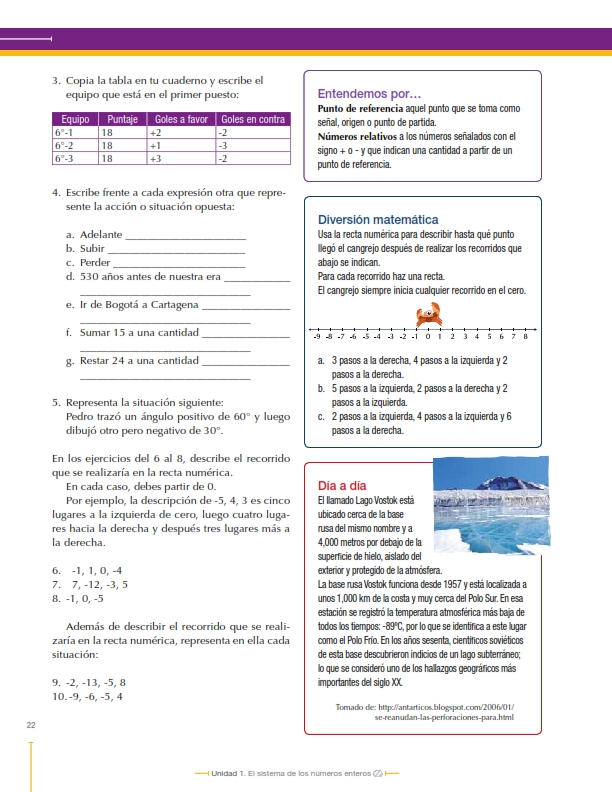 3. Copia la tabla en tu cuaderno y escribe el
equipo que está en el primer puesto:
Equipo Puntaje Goles a favor Goles en contra
6°-1 18 +2 -2
6°-2 18 +1 -3
6°-3 18 +3 -2
4. Escribe frente a cada expresión otra que repre-
sente la acción o situación opuesta:
a. Adelante ______________________
b. Subir _________________________
c. Perder ________________________
d. 530 años antes de nuestra era ____________
_______________________________
e. Ir de Bogotá a Cartagena ________________
_______________________________
f. Sumar 15 a una cantidad ________________
_______________________________
g. Restar 24 a una cantidad ________________
_______________________________
5. Representa la situación siguiente:
Pedro trazó un ángulo positivo de 60° y luego
dibujó otro pero negativo de 30°.
En los ejercicios del 6 al 8, describe el recorrido
que se realizaría en la recta numérica.
En cada caso, debes partir de 0.
Por ejemplo, la descripción de -5, 4, 3 es cinco
lugares a la izquierda de cero, luego cuatro luga-
res hacia la derecha y después tres lugares más a
la derecha.
6. -1, 1, 0, -4
7. 7, -12, -3, 5
8. -1, 0, -5
Además de describir el recorrido que se reali-
zaría en la recta numérica, representa en ella cada
situación:
9. -2, -13, -5, 8
10. -9, -6, -5, 4
Entendemos por…
Punto de referencia aquel punto que se toma como
señal, origen o punto de partida.
Números relativos a los números señalados con el
signo + o - y que indican una cantidad a partir de un
punto de referencia.
Diversión matemática
Usa la recta numérica para describir hasta qué punto
llegó el cangrejo después de realizar los recorridos que
abajo se indican.
Para cada recorrido haz una recta.
El cangrejo siempre inicia cualquier recorrido en el cero.
-9 -8 -7 -6 -5 -4 -3 -2 -1 0 1 2 3 4 5 6 7 8
a. 3 pasos a la derecha, 4 pasos a la izquierda y 2
pasos a la derecha.
b. 5 pasos a la izquierda, 2 pasos a la derecha y 2
pasos a la izquierda.
c. 2 pasos a la izquierda, 4 pasos a la izquierda y 6
pasos a la derecha.
Día a día
El llamado Lago Vostok está
ubicado cerca de la base
rusa del mismo nombre y a
4,000 metros por debajo de la
superficie de hielo, aislado del
exterior y protegido de la atmósfera.
La base rusa Vostok funciona desde 1957 y está localizada a
unos 1,000 km de la costa y muy cerca del Polo Sur. En esa
estación se registró la temperatura atmosférica más baja de
todos los tiempos: -89ºC, por lo que se identifica a este lugar
como el Polo Frío. En los años sesenta, científicos soviéticos
de esta base descubrieron indicios de un lago subterráneo;
lo que se consideró uno de los hallazgos geográficos más
importantes del siglo XX.
Tomado de: http://antarticos.blogspot.com/2006/01/
se-reanudan-las-perforaciones-para.html
22
Unidad 1. El sistema de los números enteros